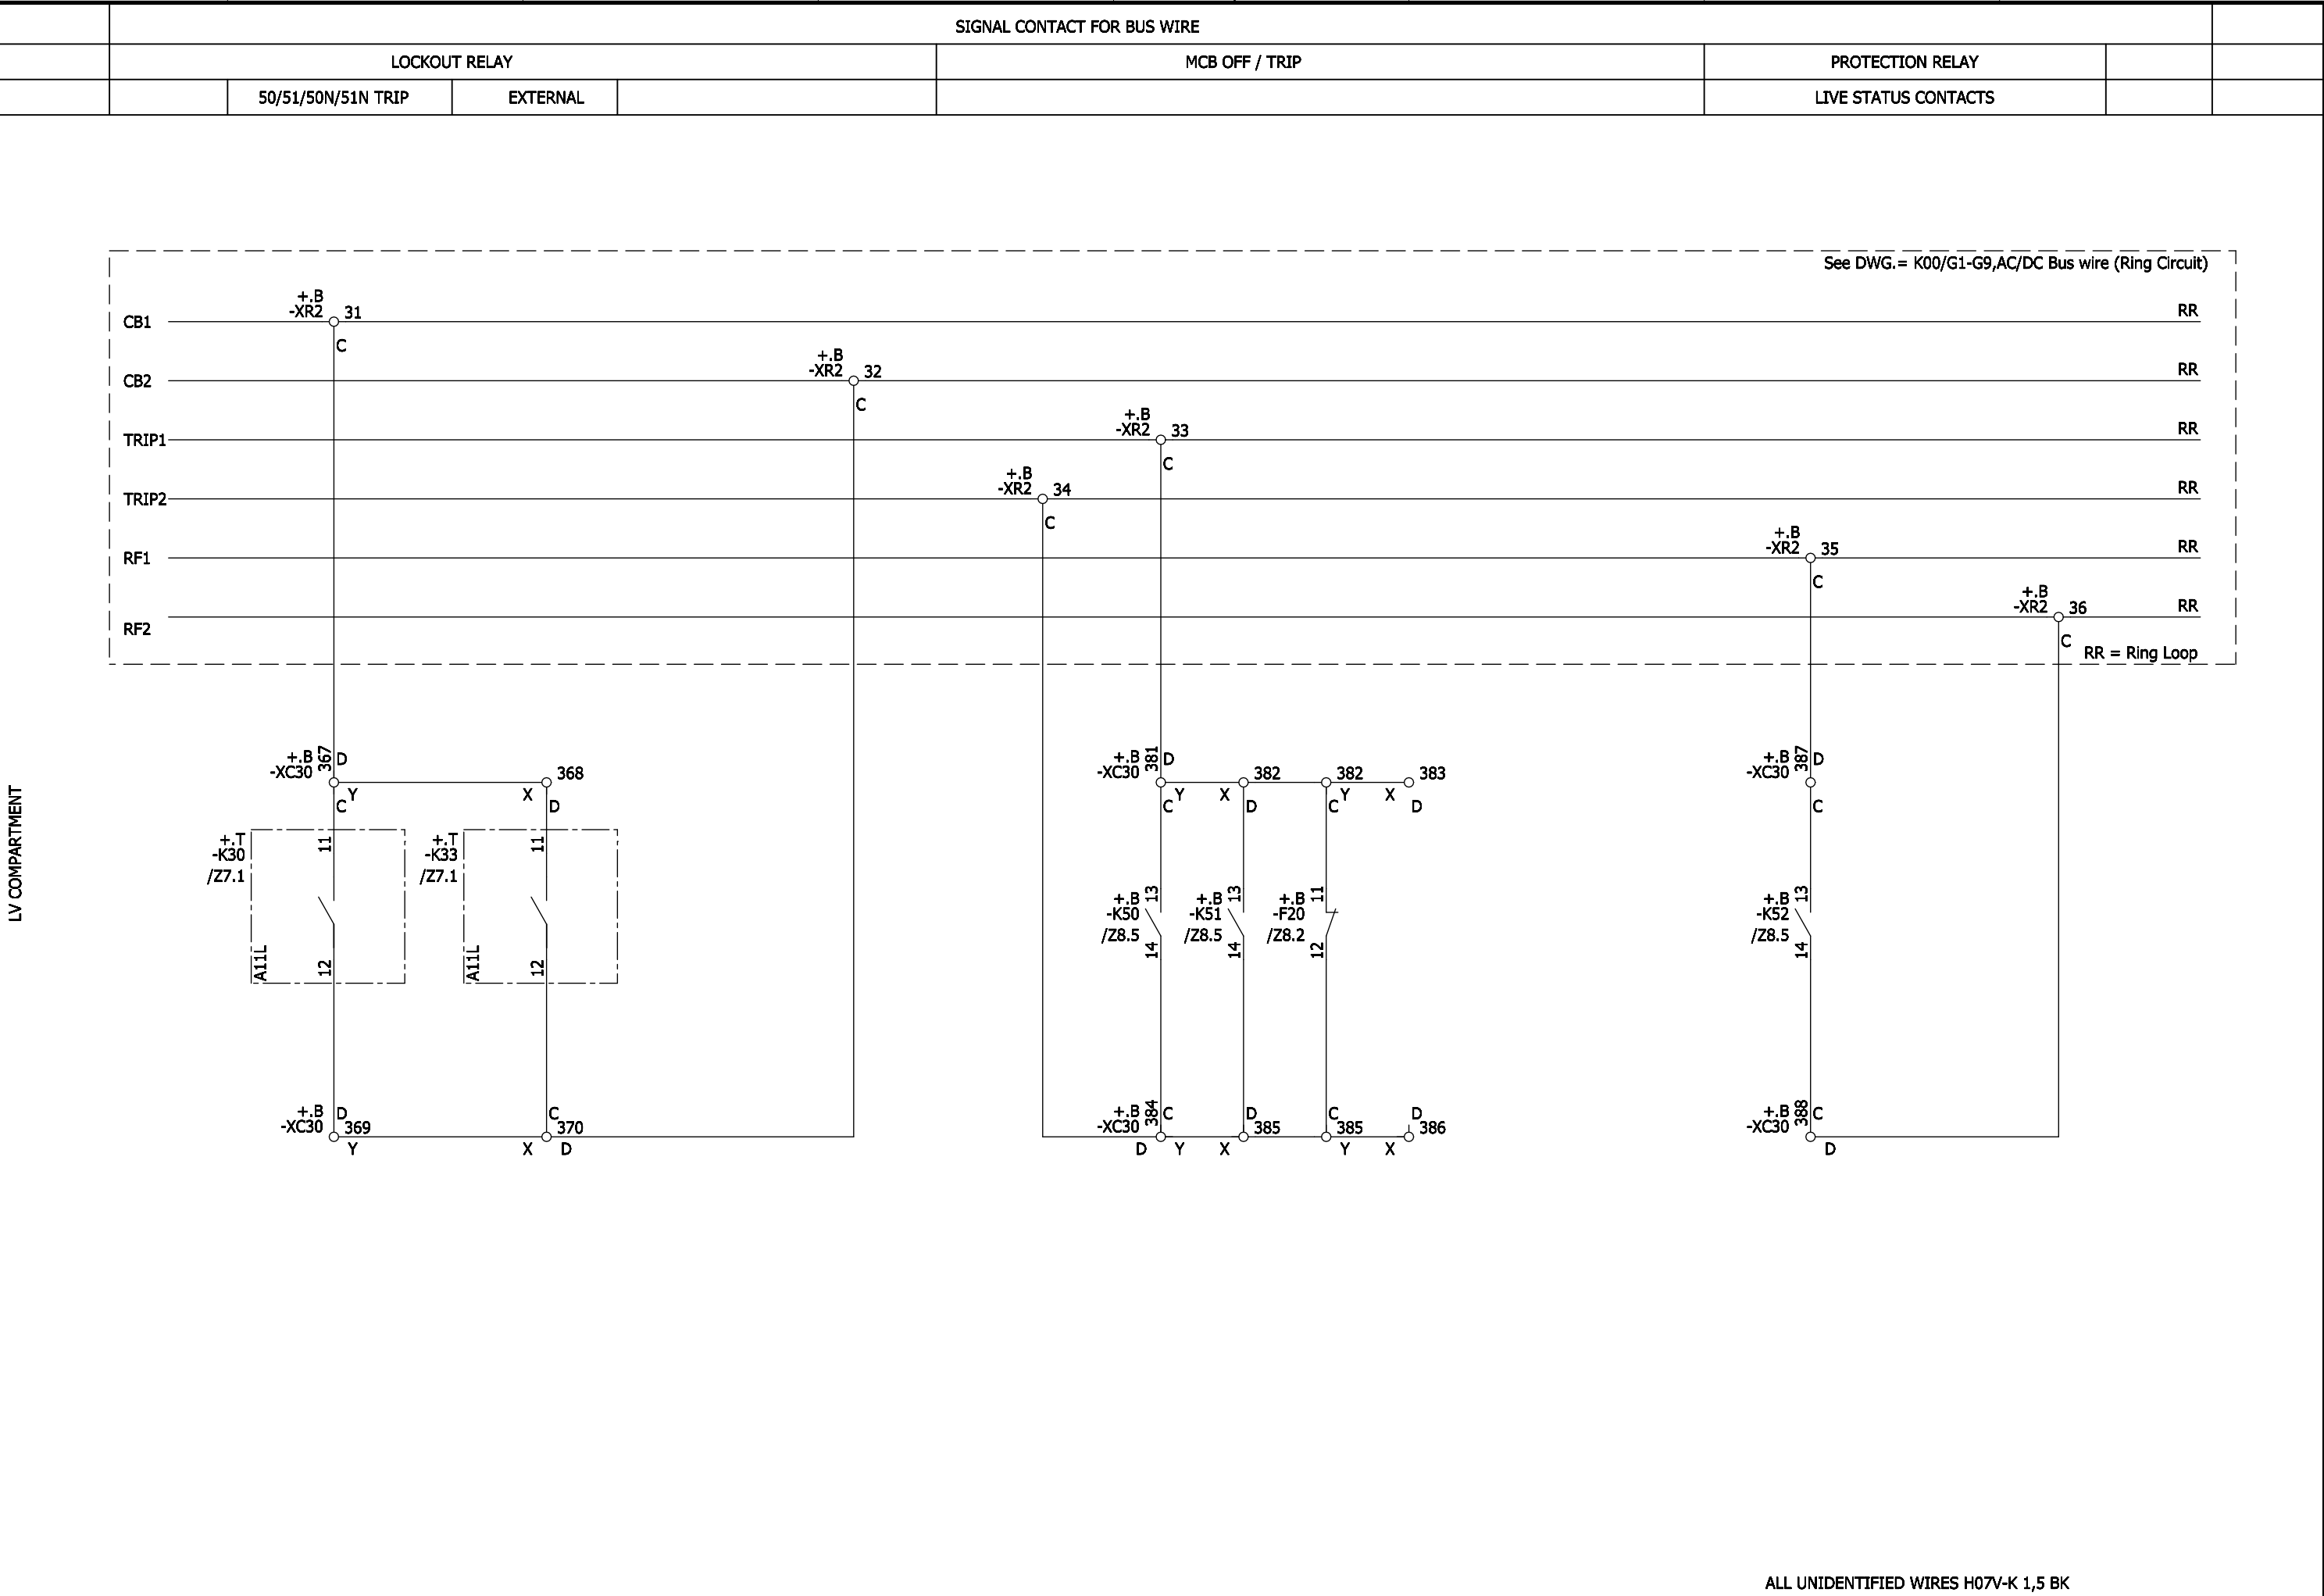 SIGNAL CONTACT FOR BUS WIRE
LOCKOUT RELAY MCB OFF / TRIP PROTECTION RELAY
50/51/50N/51N TRIP EXTERNAL LIVE STATUS CONTACTS
See DWG.= K00/G1-G9,AC/DC Bus wire (Ring Circuit)
+.B
CB1 -XR2 31 RR
C
+.B
CB2 -XR2 32 RR
C
+.B
TRIP1 -XR2 33 RR
C
+.B
TRIP2 -XR2 34 RR
C
+.B
RF1 -XR2 35 RR
C
+.B
-XR2 36 RR
RF2
C
RR = Ring Loop
+.B 367 D +.B 381 D +.B 387 D
-XC30 368 -XC30 382 382 383 -XC30
Y X Y X Y X
C D C D C D C
+.T 11 +.T 11
-K30 -K33
/Z7.1 /Z7.1
+.B 13 +.B 13 +.B 11 +.B 13
-K50 -K51 -F20 -K52
/Z8.5 /Z8.5 /Z8.2 /Z8.5
14 14 12 14
A11L 12 A11L 12
LV COMPARTMENT
+.B D C +.B 384 C D C D +.B 388 C
-XC30 369 370 -XC30 385 385 386 -XC30
Y X D D Y X Y X D
ALL UNIDENTIFIED WIRES H07V-K 1,5 BK